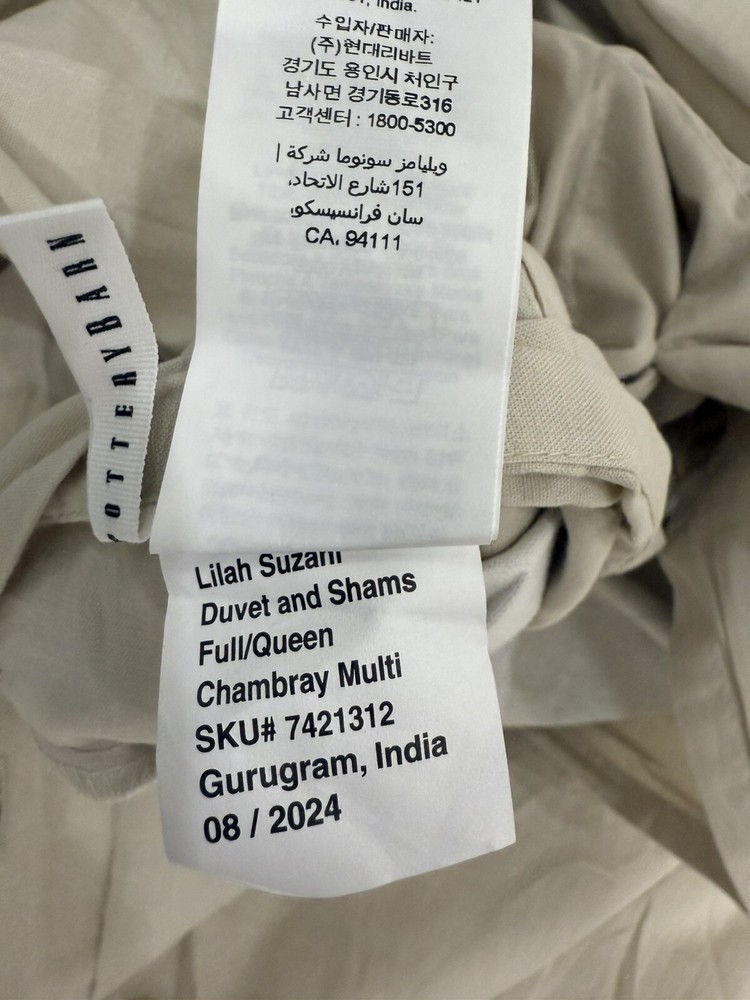 India.
수입자/판매자:
(주)현대리바트
경기도 용인시 처인구
남사면 경기동로316
고객센터 : 1800-5300
ويليامز سونوما شركة |
151شارع الاتحاد،
سان فرانسيسكو،
CA، 94111
OTTERYBARN
Lilah Suzani
Duvet and Shams
Full/Queen
Chambray Multi
SKU# 7421312
Gurugram, India
08 / 2024